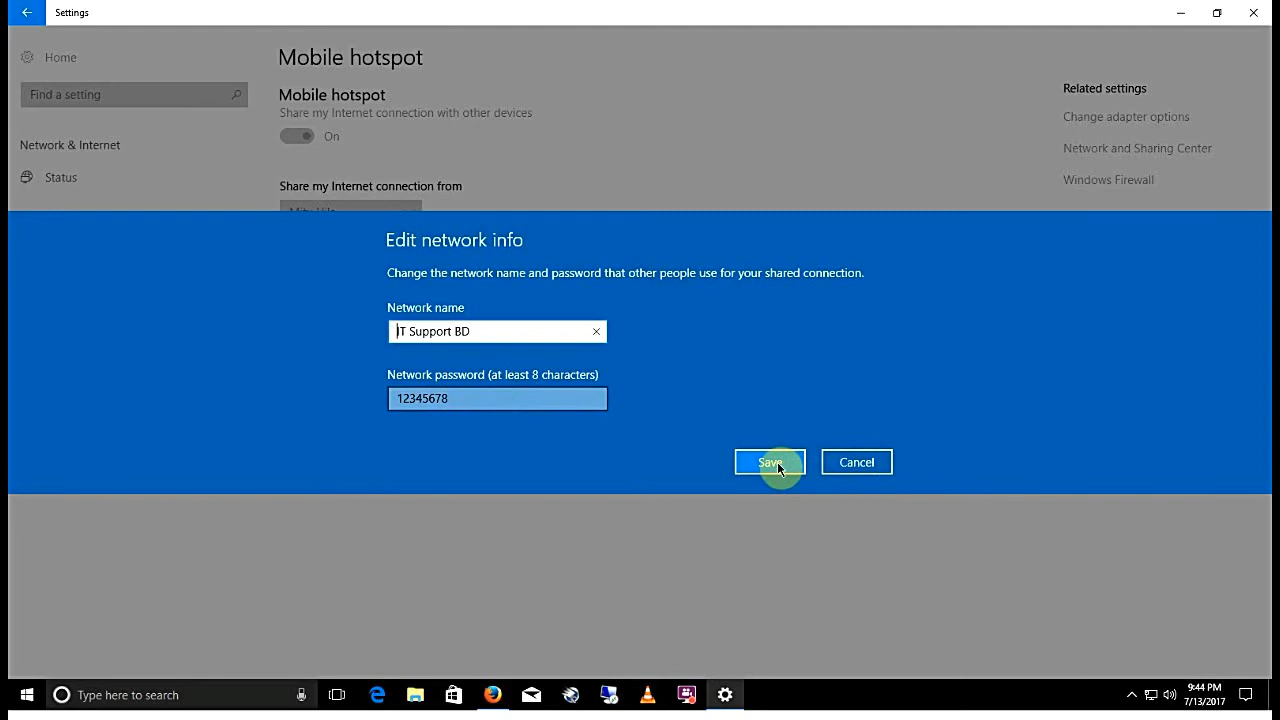 Settings
Home
Mobile hotspot
Find a setting
Mobile hotspot
Share my Internet connection with other devices
On
Related settings
Change adapter options
Network and Sharing Center
Windows Firewall
Network & Internet
Status
Share my Internet connection from
Edit network info
Change the network name and password that other people use for your shared connection.
Network name
IT Support BD
Network password (at least 8 characters)
12345678
Save
Cancel
Type here to search
9:44 PM
7/13/2017